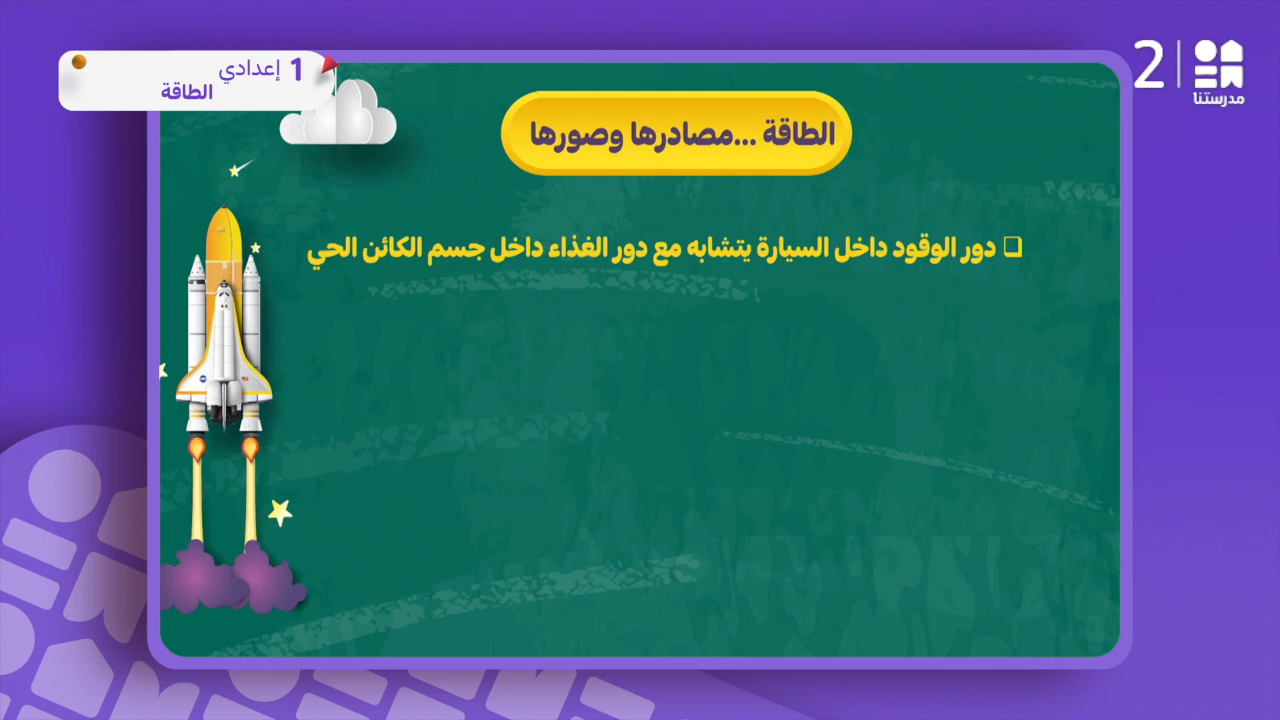 1 إعدادي
الطاقة
2
مدرستنا
الطاقة ...مصادرها وصورها
❑ دور الوقود داخل السيارة يتشابه مع دور الغذاء داخل جسم الكائن الحي